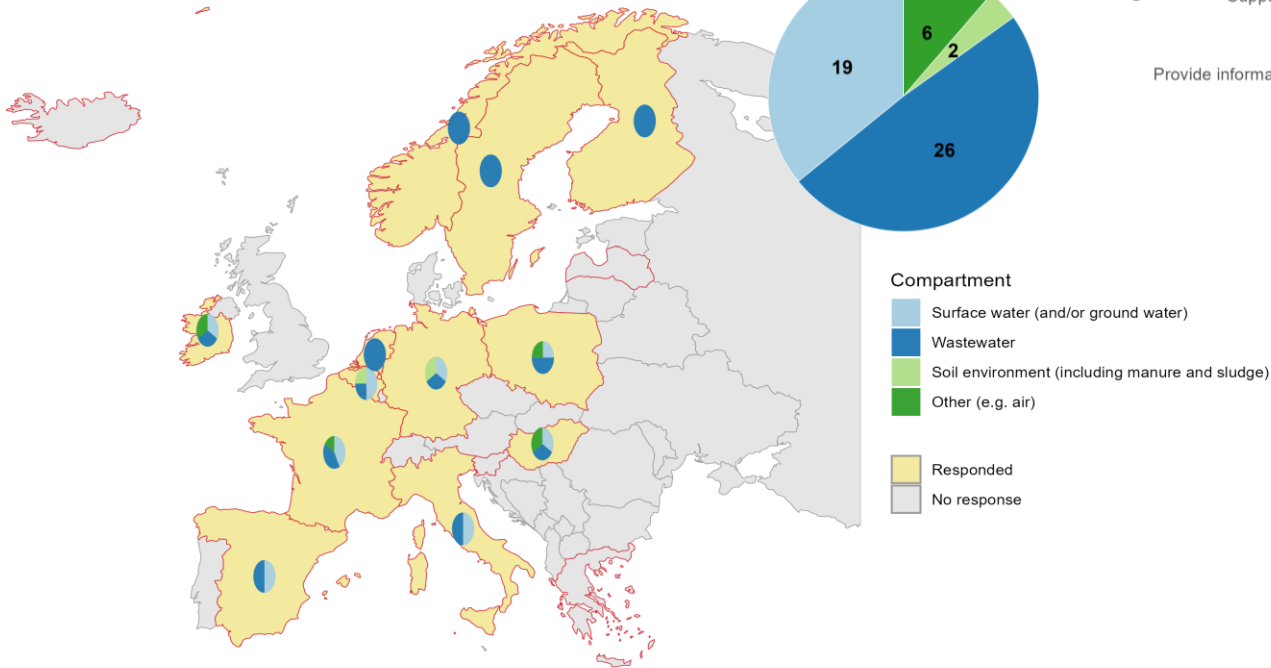 6
2
19
26
Provide informa
Compartment
Surface water (and/or ground water)
Wastewater
Soil environment (including manure and sludge)
Other (e.g. air)
Responded
No response